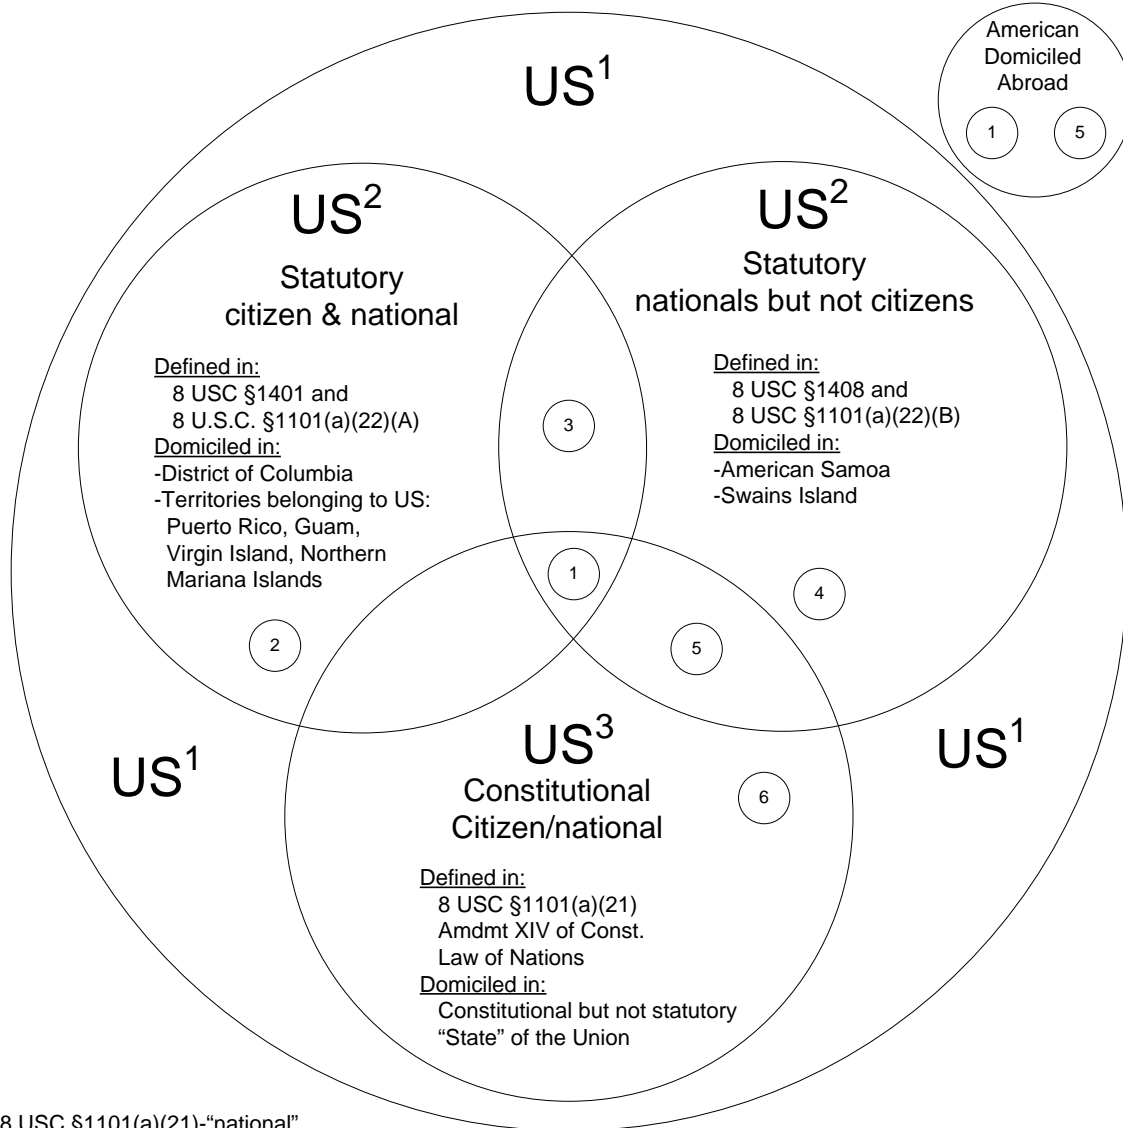 US1
American
Domiciled
Abroad
1 5
US2
Statutory
citizen & national
Defined in:
8 USC §1401 and
8 U.S.C. §1101(a)(22)(A)
Domiciled in:
-District of Columbia
-Territories belonging to US:
Puerto Rico, Guam,
Virgin Island, Northern
Mariana Islands
2
US2
Statutory
nationals but not citizens
Defined in:
8 USC §1408 and
8 USC §1101(a)(22)(B)
Domiciled in:
-American Samoa
-Swains Island
4
3
1
5
US1
US1
US3
Constitutional
Citizen/national
6
Defined in:
8 USC §1101(a)(21)
Amdmt XIV of Const.
Law of Nations
Domiciled in:
Constitutional but not statutory
“State” of the Union
8 USC §1101(a)(21)-“national”